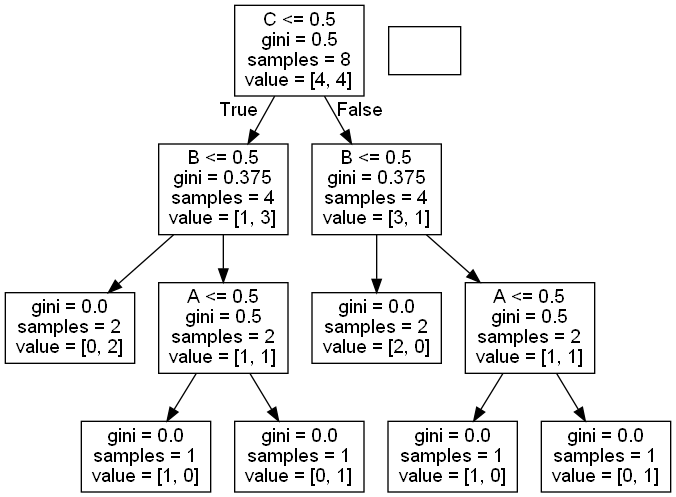 C <= 0.5
gini = 0.5
samples = 8
value = [4, 4]
True
False
B <= 0.5
gini = 0.375
samples = 4
value = [1, 3]
B <= 0.5
gini = 0.375
samples = 4
value = [3, 1]
gini = 0.0
samples = 2
value = [0, 2]
A <= 0.5
gini = 0.5
samples = 2
value = [1, 1]
gini = 0.0
samples = 2
value = [2, 0]
A <= 0.5
gini = 0.5
samples = 2
value = [1, 1]
gini = 0.0
samples = 1
value = [1, 0]
gini = 0.0
samples = 1
value = [0, 1]
gini = 0.0
samples = 1
value = [1, 0]
gini = 0.0
samples = 1
value = [0, 1]